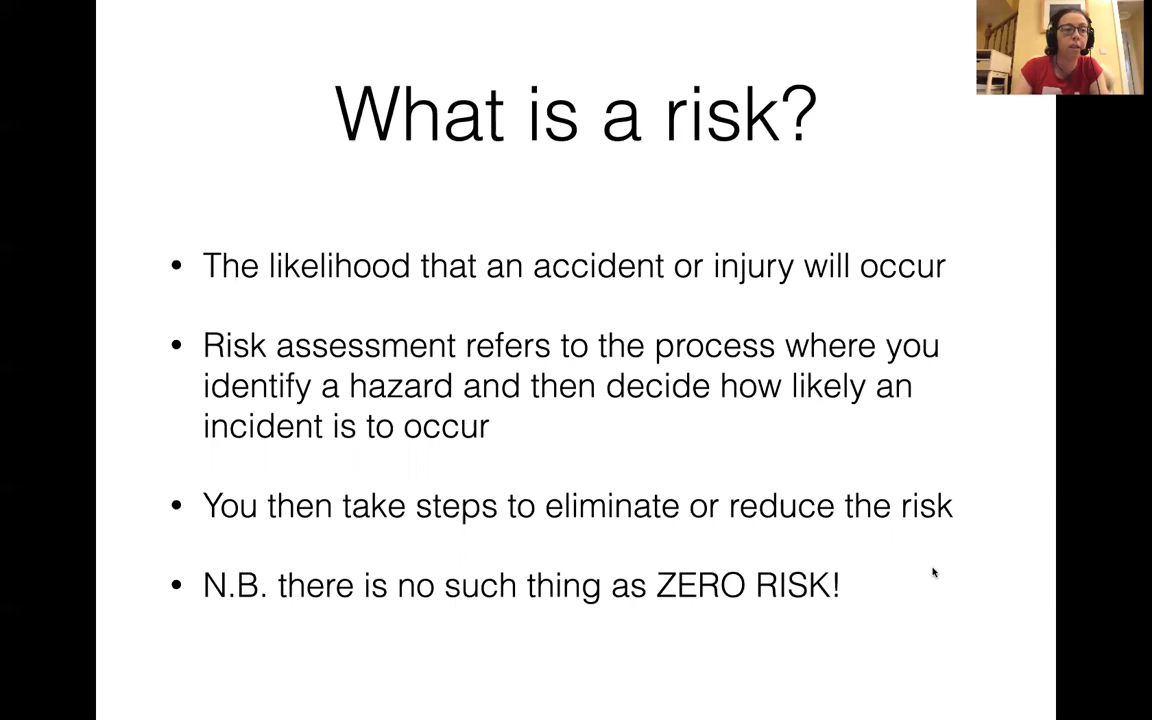 What is a risk?
• The likelihood that an accident or injury will occur
• Risk assessment refers to the process where you
identify a hazard and then decide how likely an
incident is to occur
• You then take steps to eliminate or reduce the risk
• N.B. there is no such thing as ZERO RISK!